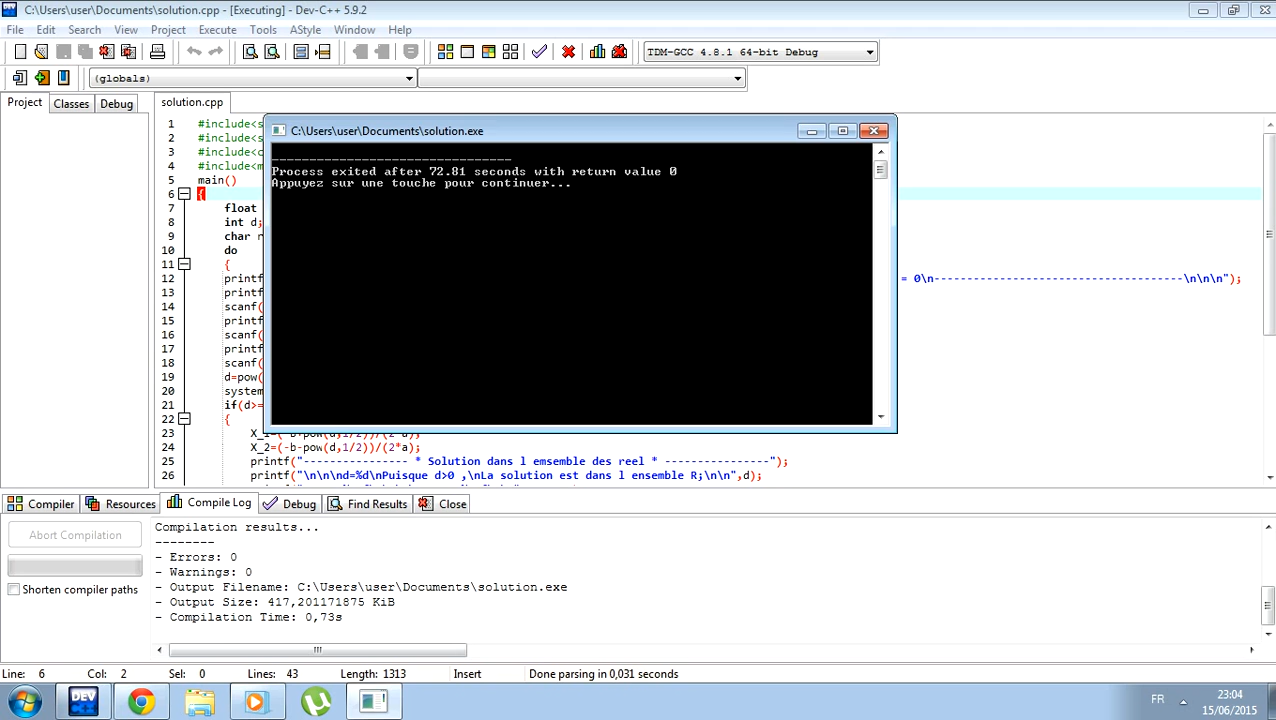 C:\Users\user\Documents\solution.cpp - [Executing] - Dev-C++ 5.9.2
File Edit Search View Project Execute Tools AStyle Window Help
TDM-GCC 4.8.1 64-bit Debug
(globals)
Project Classes Debug solution.cpp
C:\Users\user\Documents\solution.exe
--------------------------------
Process exited after 72.81 seconds with return value 0
Appuyez sur une touche pour continuer...
1 #include<s
2 #include<
3 #include<c
4 #include<m
5 main()
6 {
7 float
8 int d;
9 char r
10 do
11 {
12 printf = 0\n-------------------------------------\n\n\n");
13 printf
14 scanf(
15 printf
16 scanf(
17 printf
18 scanf(
19 d=pow(
20 system
21 if(d>=
22 {
23 X_1=(-b-pow(d,1/2))/(2*a);
24 X_2=(-b-pow(d,1/2))/(2*a);
25 printf("--------------- * Solution dans l emsemble des reel * ---------------");
26 printf("\n\n\nd=%d\nPuisque d>0 ,\nLa solution est dans l ensemble R;\n\n",d);
Compiler Resources Compile Log Debug Find Results Close
Abort Compilation
Shorten compiler paths
Compilation results...
--------
- Errors: 0
- Warnings: 0
- Output Filename: C:\Users\user\Documents\solution.exe
- Output Size: 417,201171875 KiB
- Compilation Time: 0,73s
Line: 6 Col: 2 Sel: 0 Lines: 43 Length: 1313 Insert Done parsing in 0,031 seconds
DEV
FR
23:04
15/06/2015